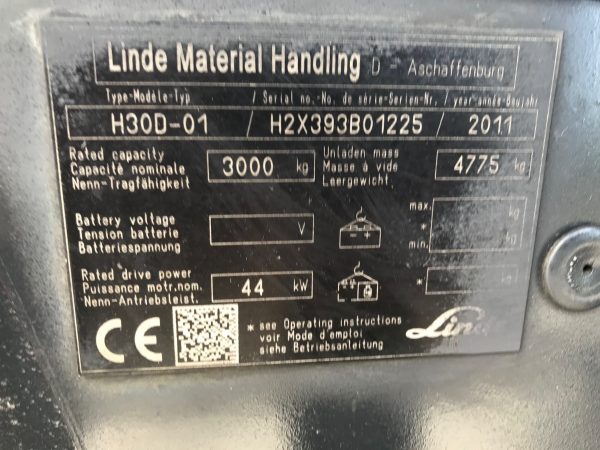 Linde Material Handling D - Aschaffenburg
Type-Modèle-Typ / Serial no.-No. de série-Serien-Nr. / year-année-Baujahr
H30D-01 / H2X393B01225 / 2011
Rated capacity
Capacité nominale
Nenn-Tragfähigkeit
3000 kg
Unladen mass
Masse à vide
Leergewicht
4775 kg
Battery voltage
Tension batterie
Batteriespannung
V
- +
max.
*
min.
kg
kg
Rated drive power
Puissance motr.nom.
Nenn-Antriebsleist.
44 kW
*
kg
CE
* see Operating instructions
voir Mode d'emploi
siehe Betriebsanleitung
Linde